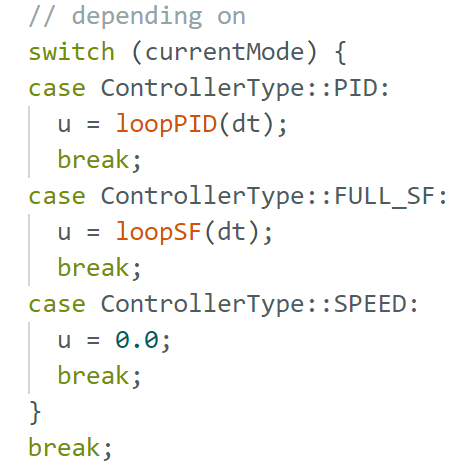 // depending on
switch (currentMode) {
case ControllerType::PID:
  u = loopPID(dt);
  break;
case ControllerType::FULL_SF:
  u = loopSF(dt);
  break;
case ControllerType::SPEED:
  u = 0.0;
  break;
}
break;